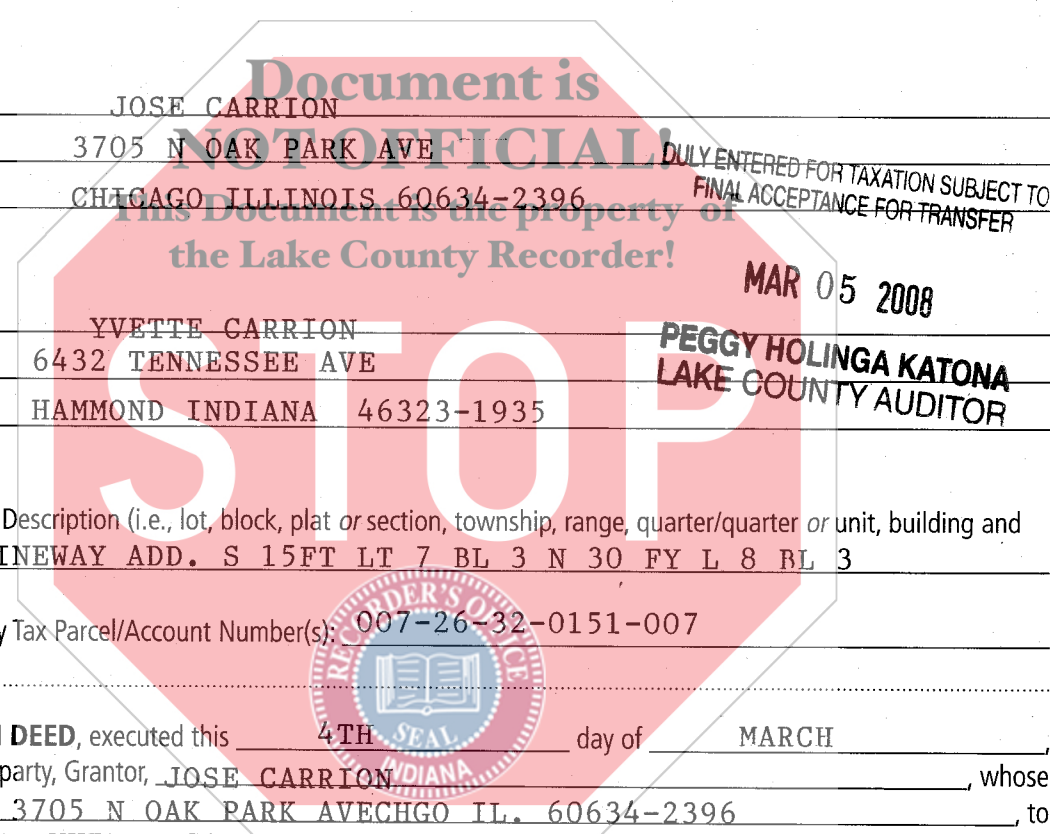 Document is
NOT OFFICIAL!
This Document is the property of
the Lake County Recorder!
STOP
JOSE CARRION
3705 N OAK PARK AVE
CHICAGO ILLINOIS 60634-2396
DULY ENTERED FOR TAXATION SUBJECT TO
FINAL ACCEPTANCE FOR TRANSFER
MAR 05 2008
PEGGY HOLINGA KATONA
LAKE COUNTY AUDITOR
YVETTE CARRION
6432 TENNESSEE AVE
HAMMOND INDIANA 46323-1935
Description (i.e., lot, block, plat or section, township, range, quarter/quarter or unit, building and
INEWAY ADD. S 15FT LT 7 BL 3 N 30 FY L 8 BL 3
y Tax Parcel/Account Number(s): 007-26-32-0151-007
RECORDER'S OFFICE
SEAL
INDIANA
DEED, executed this 4TH day of MARCH,
party, Grantor, JOSE CARRION, whose
3705 N OAK PARK AVECHGO IL. 60634-2396, to